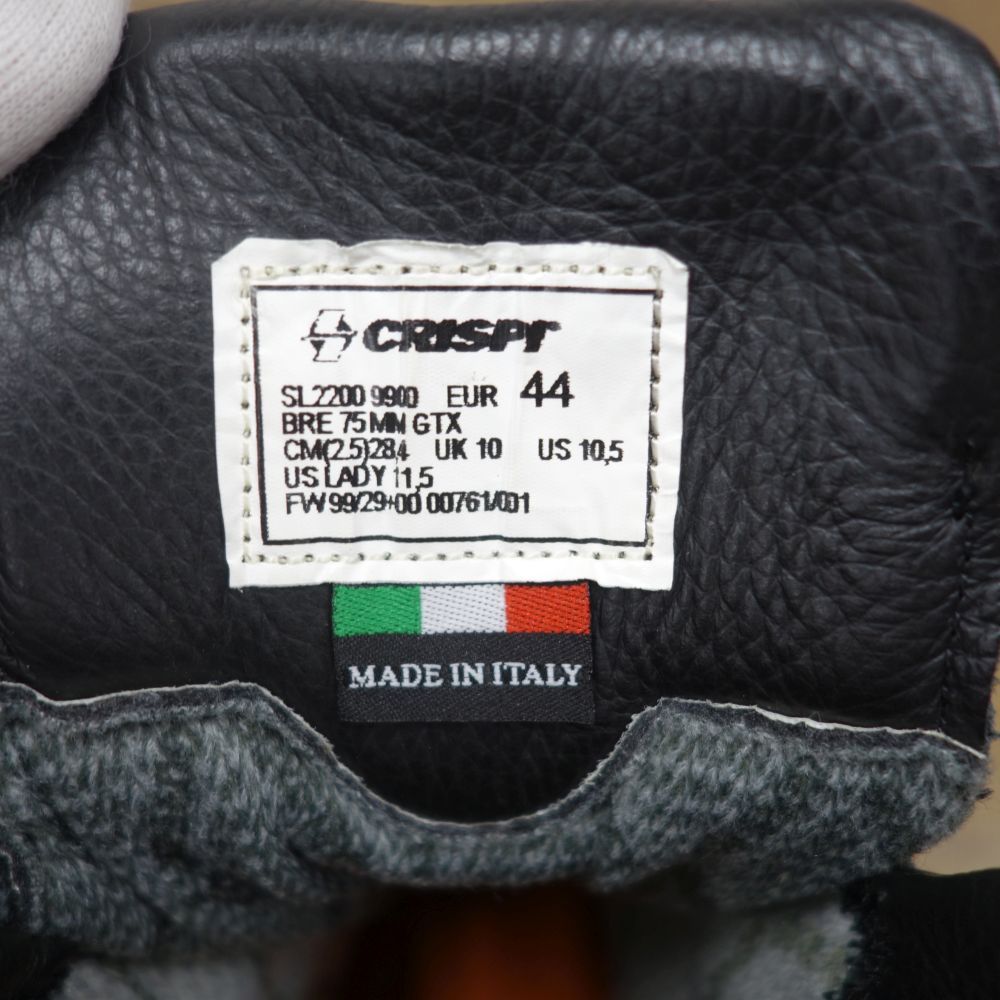 CRISPI
SL2200 9900 EUR 44
BRE 75 MN GTX
CM(2.5)28,4 UK 10 US 10,5
US LADY 11,5
FW 99/29+00 00761/001
MADE IN ITALY